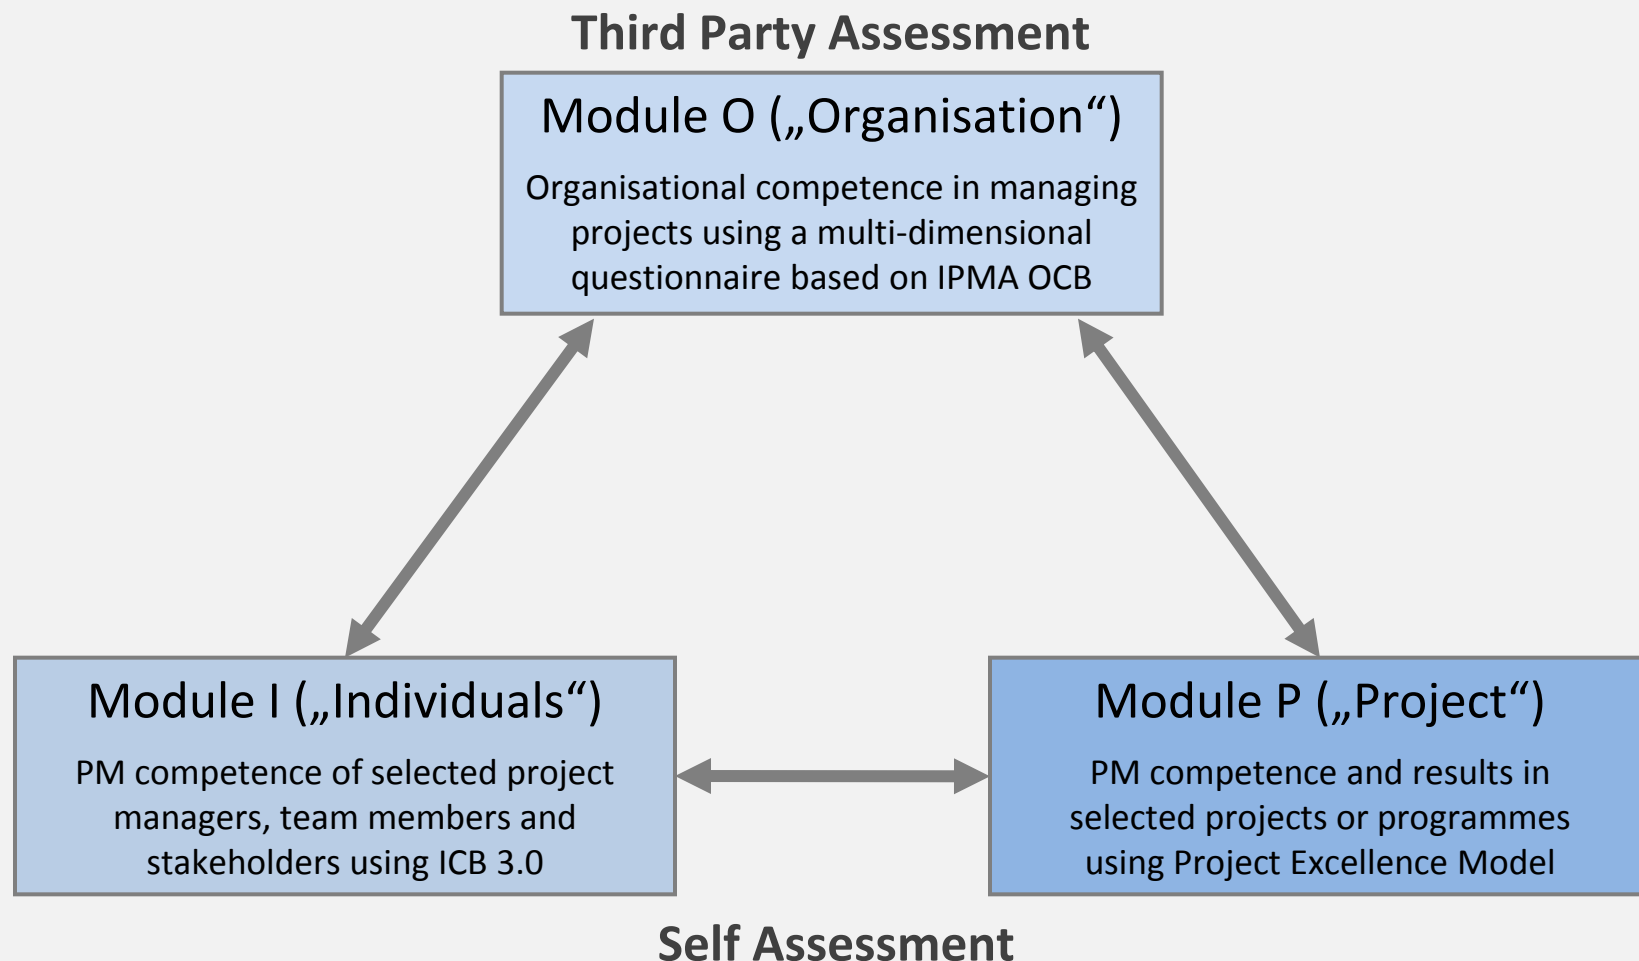 Third Party Assessment
Module O („Organisation“)
Organisational competence in managing
projects using a multi-dimensional
questionnaire based on IPMA OCB
Module I („Individuals“)
PM competence of selected project
managers, team members and
stakeholders using ICB 3.0
Module P („Project“)
PM competence and results in
selected projects or programmes
using Project Excellence Model
Self Assessment